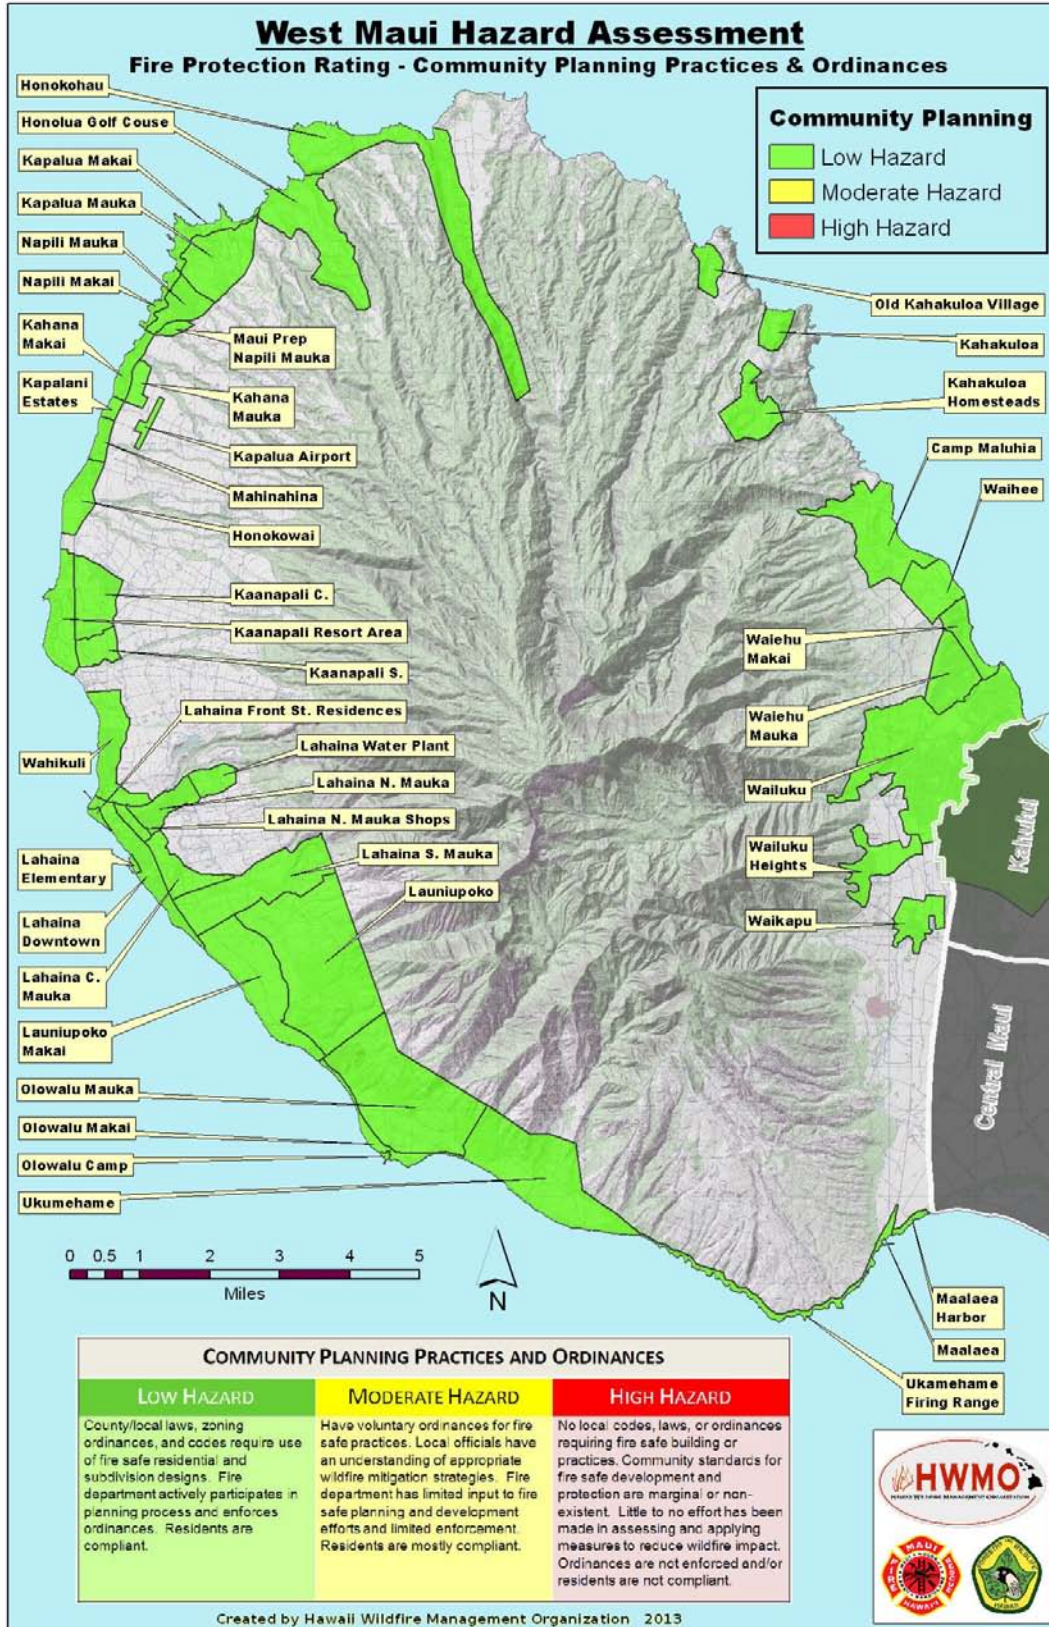 West Maui Hazard Assessment
Fire Protection Rating - Community Planning Practices & Ordinances
Community Planning
Low Hazard
Moderate Hazard
High Hazard
Honokohau
Honolua Golf Couse
Kapalua Makai
Kapalua Mauka
Napili Mauka
Napili Makai
Kahana
Makai
Kapalani
Estates
Maui Prep
Napili Mauka
Kahana
Mauka
Kapalua Airport
Mahinahina
Honokowai
Kaanapali C.
Kaanapali Resort Area
Kaanapali S.
Lahaina Front St. Residences
Wahikuli
Lahaina Water Plant
Lahaina N. Mauka
Lahaina N. Mauka Shops
Lahaina S. Mauka
Launiupoko
Lahaina
Elementary
Lahaina
Downtown
Lahaina C.
Mauka
Launiupoko
Makai
Olowalu Mauka
Olowalu Makai
Olowalu Camp
Ukumehame
Old Kahakuloa Village
Kahakuloa
Kahakuloa
Homesteads
Camp Maluhia
Waihee
Waiehu
Makai
Waiehu
Mauka
Wailuku
Wailuku
Heights
Waikapu
Kahului
Central Maui
Maalaea
Harbor
Maalaea
Ukamehame
Firing Range
0 0.5 1 2 3 4 5
Miles
N
COMMUNITY PLANNING PRACTICES AND ORDINANCES
LOW HAZARD
County/local laws, zoning
ordinances, and codes require use
of fire safe residential and
subdivision designs. Fire
department actively participates in
planning process and enforces
ordinances. Residents are
compliant.
MODERATE HAZARD
Have voluntary ordinances for fire
safe practices. Local officials have
an understanding of appropriate
wildfire mitigation strategies. Fire
department has limited input to fire
safe planning and development
efforts and limited enforcement.
Residents are mostly compliant.
HIGH HAZARD
No local codes, laws, or ordinances
requiring fire safe building or
practices. Community standards for
fire safe development and
protection are marginal or non-
existent. Little to no effort has been
made in assessing and applying
measures to reduce wildfire impact.
Ordinances are not enforced and/or
residents are not compliant.
HWMO
MAUI
FIRE
HAWAII
Created by Hawaii Wildfire Management Organization 2013